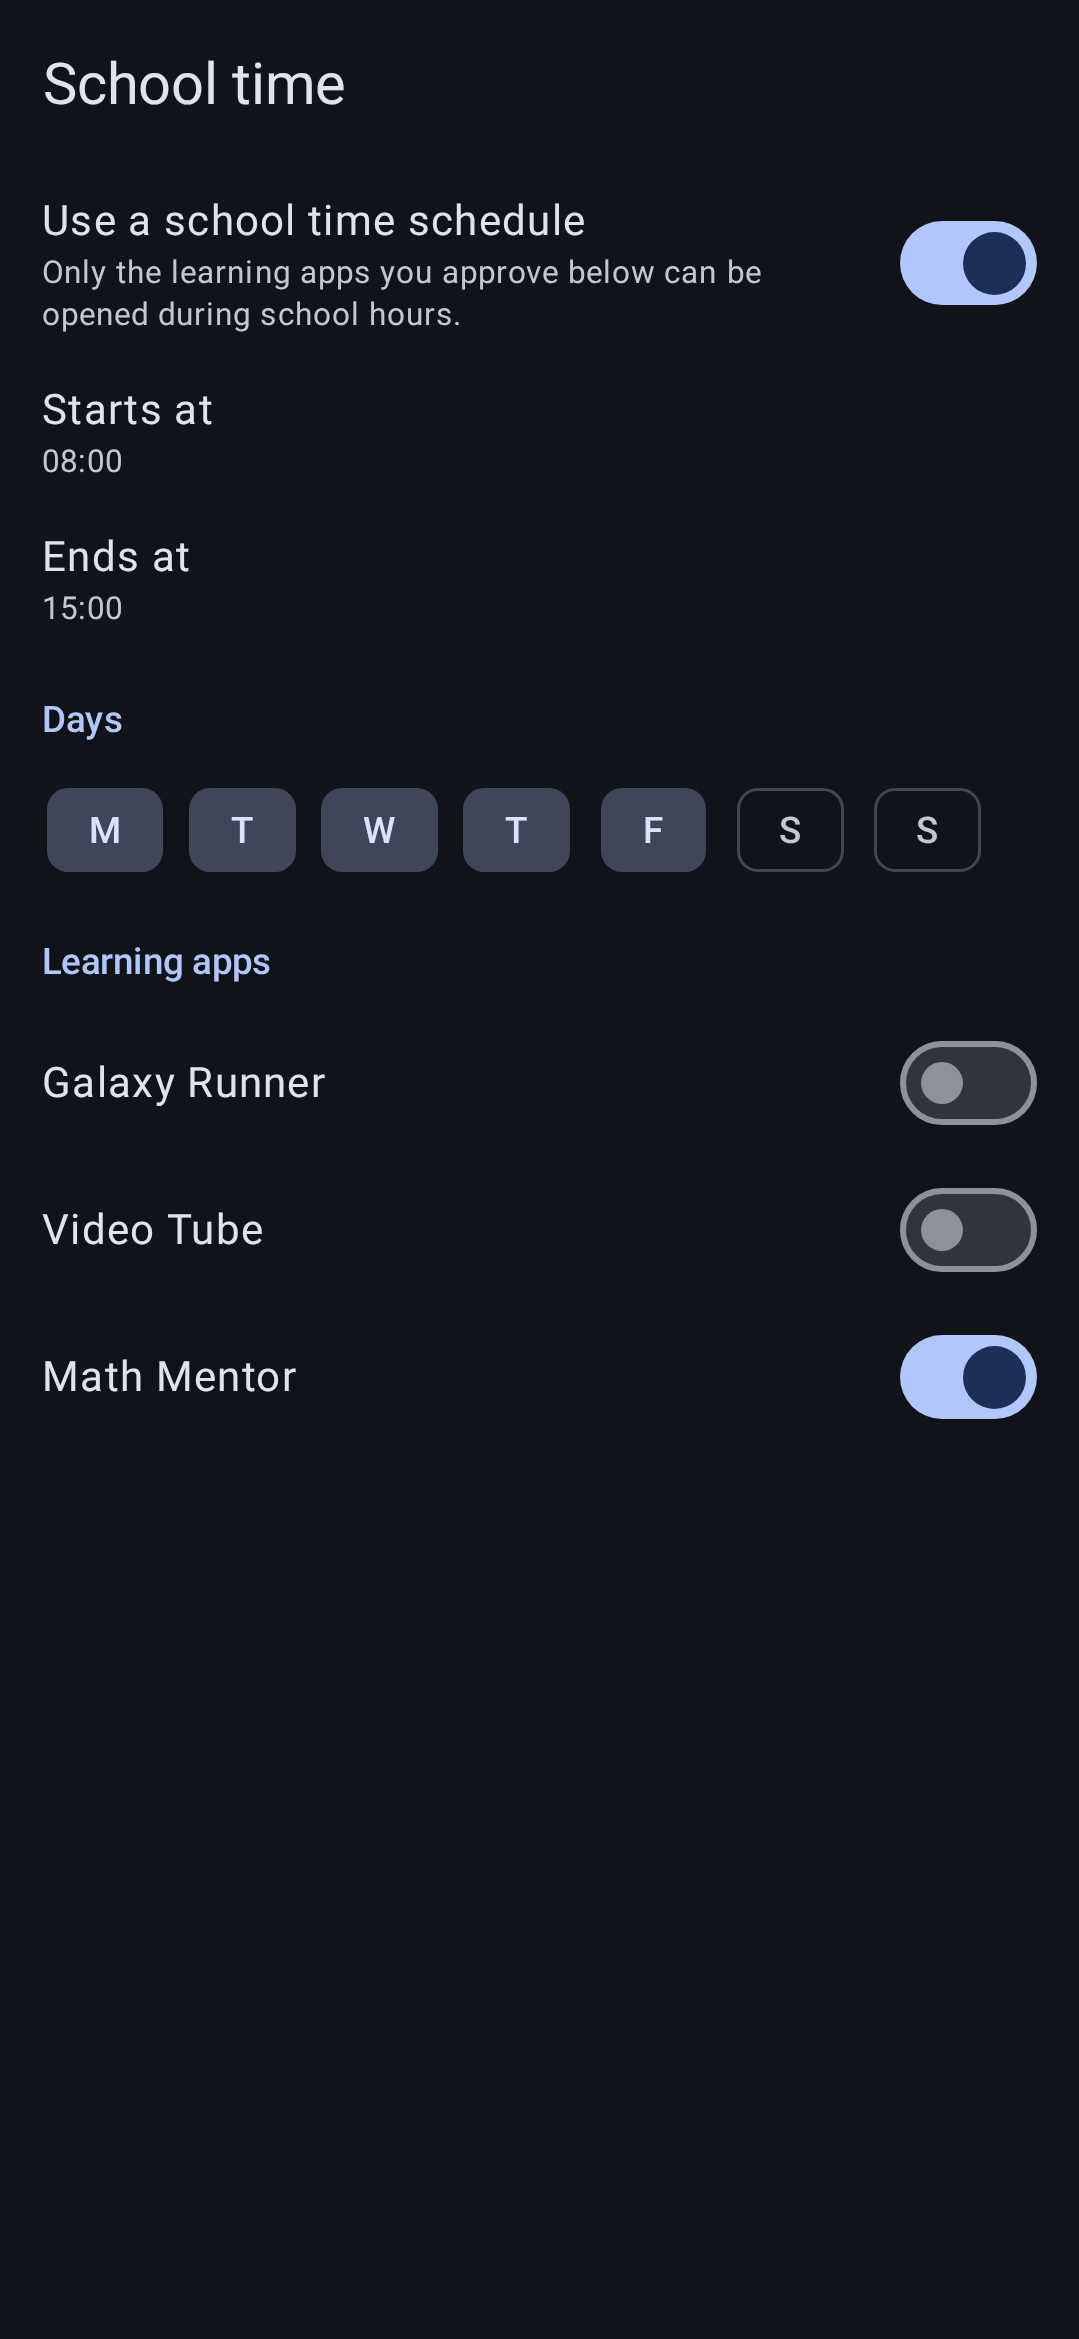 School time
Use a school time schedule
Only the learning apps you approve below can be
opened during school hours.
Starts at
08:00
Ends at
15:00
Days
M T W T F S S
Learning apps
Galaxy Runner
Video Tube
Math Mentor